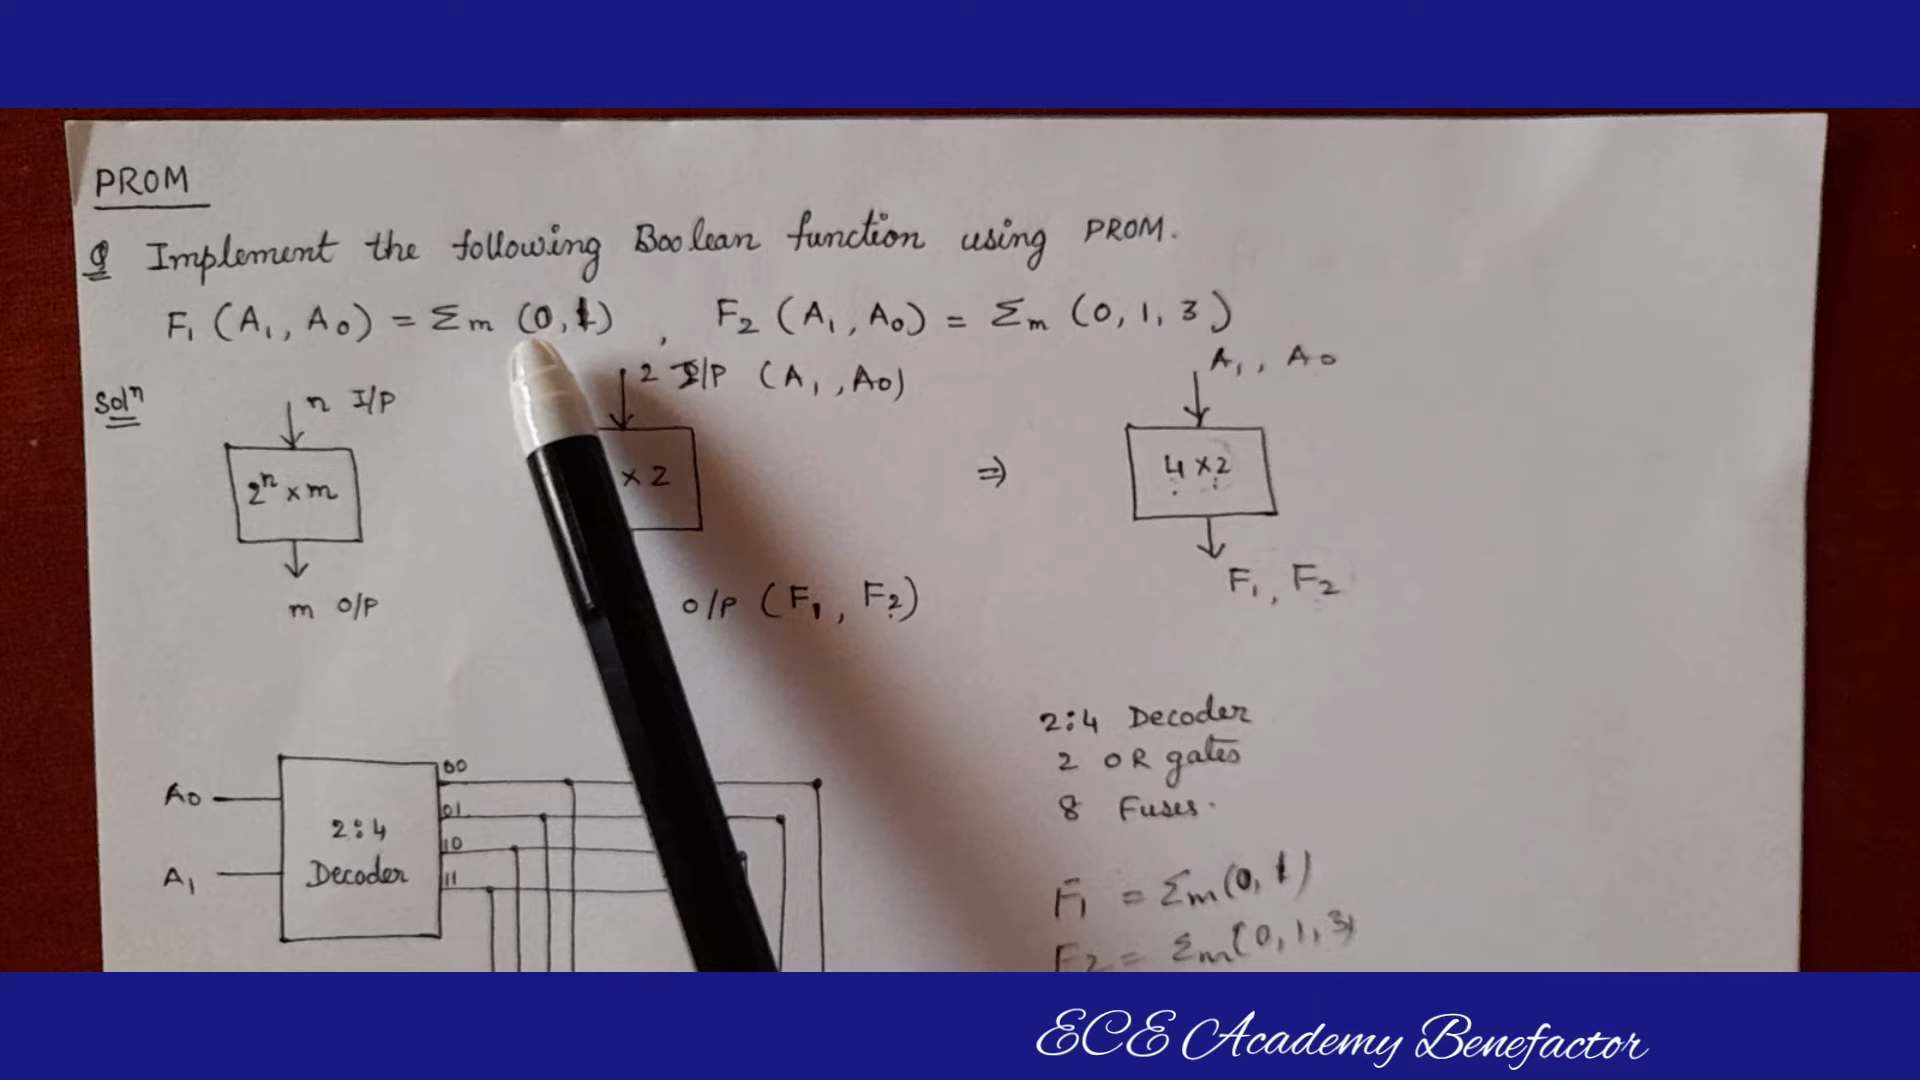 PROM
Q Implement the following Boolean function using PROM.
F₁ (A₁, A₀) = Σm (0, 1) , F₂ (A₁, A₀) = Σm (0, 1, 3)
Solⁿ
n I/P
2 I/P (A₁, A₀)
A₁, A₀
2ⁿ x m
x 2
⇒
4 x 2
m O/P
O/P (F₁, F₂)
F₁, F₂
2:4 Decoder
2 OR gates
8 Fuses.
A₀
A₁
2:4
Decoder
00
01
10
11
F₁ = Σm(0, 1)
F₂ = Σm(0, 1, 3)
ECE Academy Benefactor